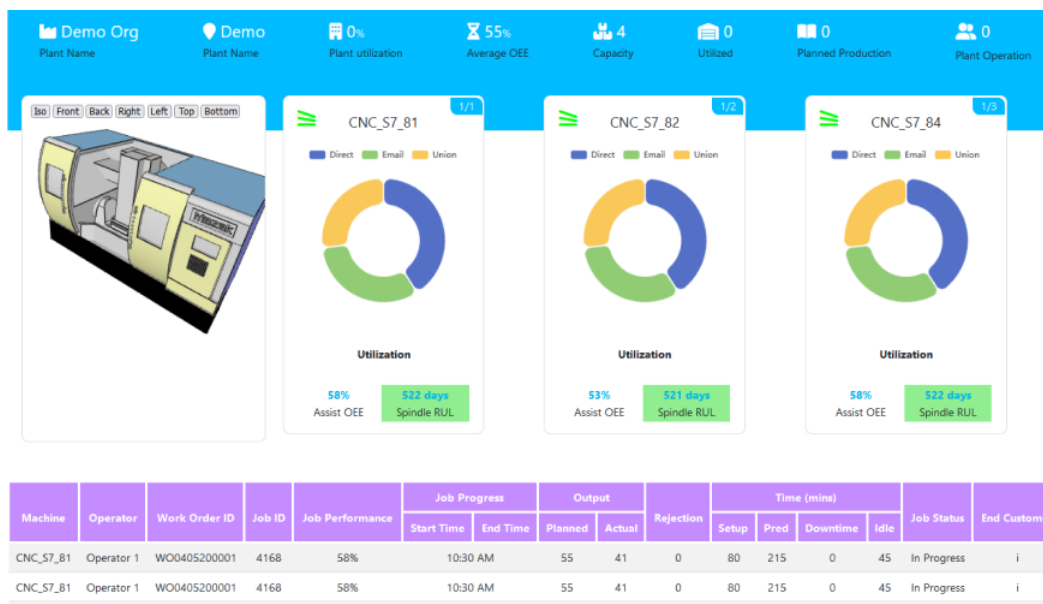 Demo Org
Demo
0%
55%
4
0
0
0
Plant Name
Plant Name
Plant utilization
Average OEE
Capacity
Utilized
Planned Production
Plant Operation
Iso Front Back Right Left Top Bottom
Mazak
1/1
CNC_S7_81
Direct Email Union
Utilization
58%
Assist OEE
522 days
Spindle RUL
1/2
CNC_S7_82
Direct Email Union
Utilization
53%
Assist OEE
521 days
Spindle RUL
1/3
CNC_S7_84
Direct Email Union
Utilization
58%
Assist OEE
522 days
Spindle RUL
Machine Operator Work Order ID Job ID Job Performance Job Progress Output Rejection Time (mins) Job Status End Custom
Start Time End Time Planned Actual Setup Pred Downtime Idle
CNC_S7_81 Operator 1 WO0405200001 4168 58% 10:30 AM 55 41 0 80 215 0 45 In Progress i
CNC_S7_81 Operator 1 WO0405200001 4168 58% 10:30 AM 55 41 0 80 215 0 45 In Progress i